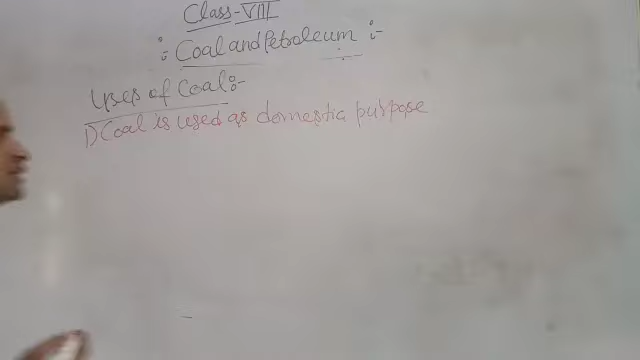 Class-VIII
:- Coal and Petroleum :-
Uses of Coal:-
1) Coal is used as domestic purpose